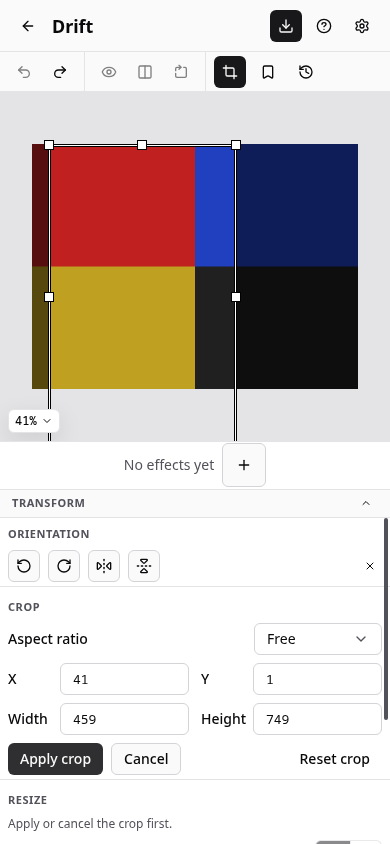 Drift
41%
No effects yet
TRANSFORM
ORIENTATION
CROP
Aspect ratio
Free
X 41 Y 1
Width 459 Height 749
Apply crop Cancel Reset crop
RESIZE
Apply or cancel the crop first.